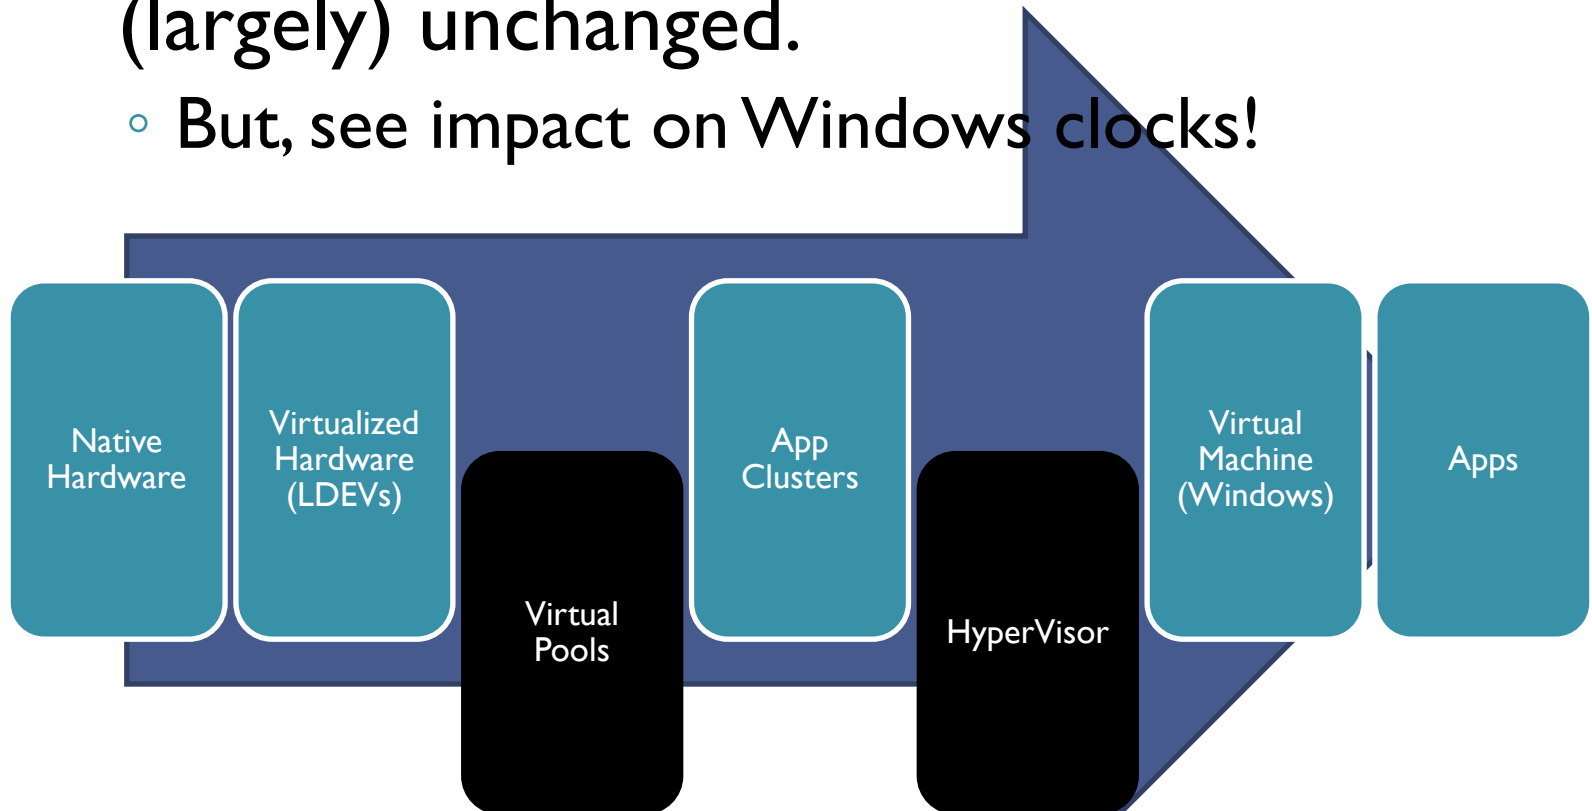 (largely) unchanged.
◦ But, see impact on Windows clocks!
Native
Hardware
Virtualized
Hardware
(LDEVs)
Virtual
Pools
App
Clusters
HyperVisor
Virtual
Machine
(Windows)
Apps